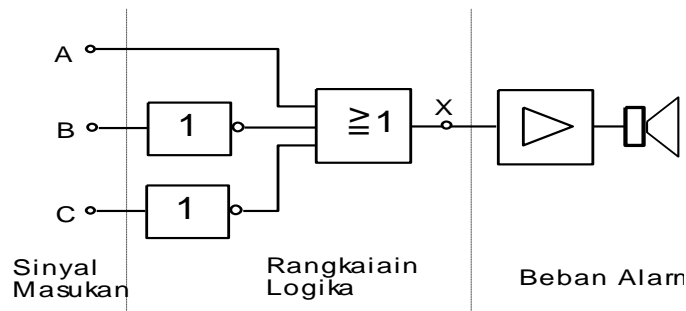 A
B
C
1
1
≧1
X
Sinyal
Masukan
Rangkaiain
Logika
Beban Alarm